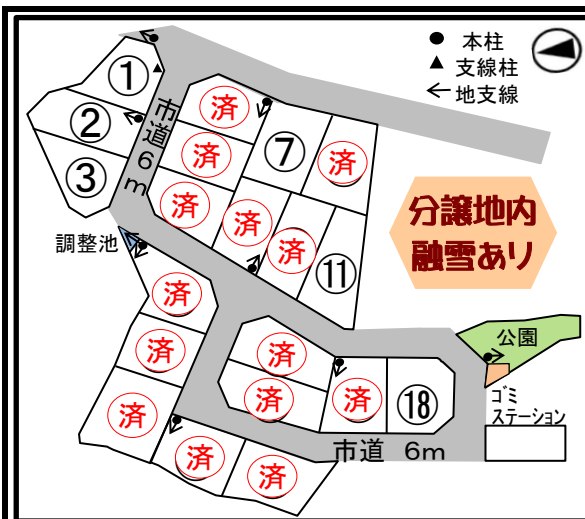 ● 本柱
▲ 支線柱
← 地支線
①
②
③
市道6m
済
済
済
⑦
済
済
済
⑪
分譲地内
融雪あり
調整池
済
済
済
済
済
済
⑱
済
済
市道 6m
公園
ゴミ
ステーション